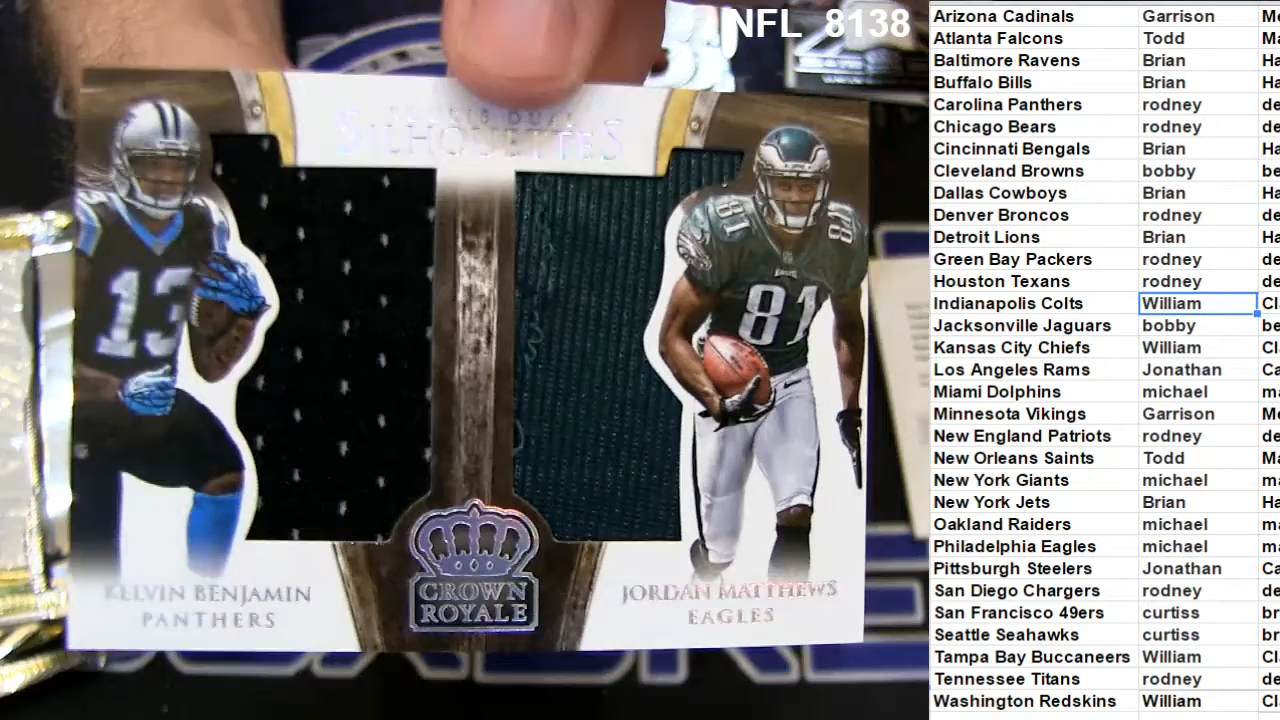 NFL 8138
SILHOUETTES
13
81
81
81
KELVIN BENJAMIN
PANTHERS
CROWN
ROYALE
JORDAN MATTHEWS
EAGLES
Arizona Cadinals Garrison
Atlanta Falcons Todd
Baltimore Ravens Brian
Buffalo Bills Brian
Carolina Panthers rodney
Chicago Bears rodney
Cincinnati Bengals Brian
Cleveland Browns bobby
Dallas Cowboys Brian
Denver Broncos rodney
Detroit Lions Brian
Green Bay Packers rodney
Houston Texans rodney
Indianapolis Colts William
Jacksonville Jaguars bobby
Kansas City Chiefs William
Los Angeles Rams Jonathan
Miami Dolphins michael
Minnesota Vikings Garrison
New England Patriots rodney
New Orleans Saints Todd
New York Giants michael
New York Jets Brian
Oakland Raiders michael
Philadelphia Eagles michael
Pittsburgh Steelers Jonathan
San Diego Chargers rodney
San Francisco 49ers curtiss
Seattle Seahawks curtiss
Tampa Bay Buccaneers William
Tennessee Titans rodney
Washington Redskins William